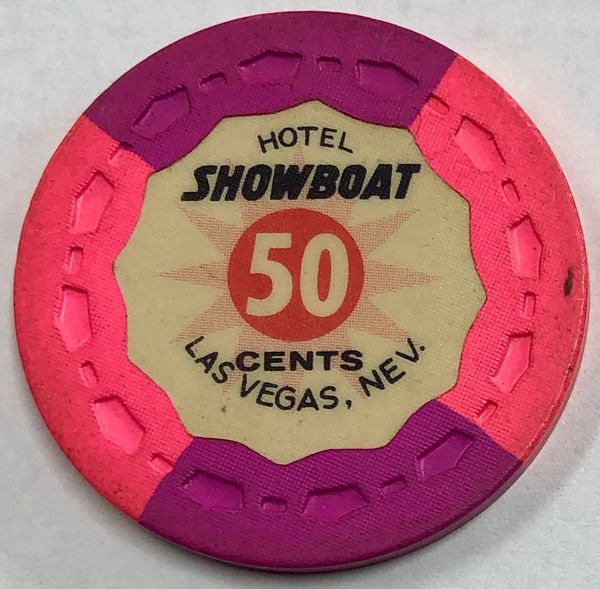 HOTEL
SHOWBOAT
50
CENTS
LAS VEGAS, NEV.